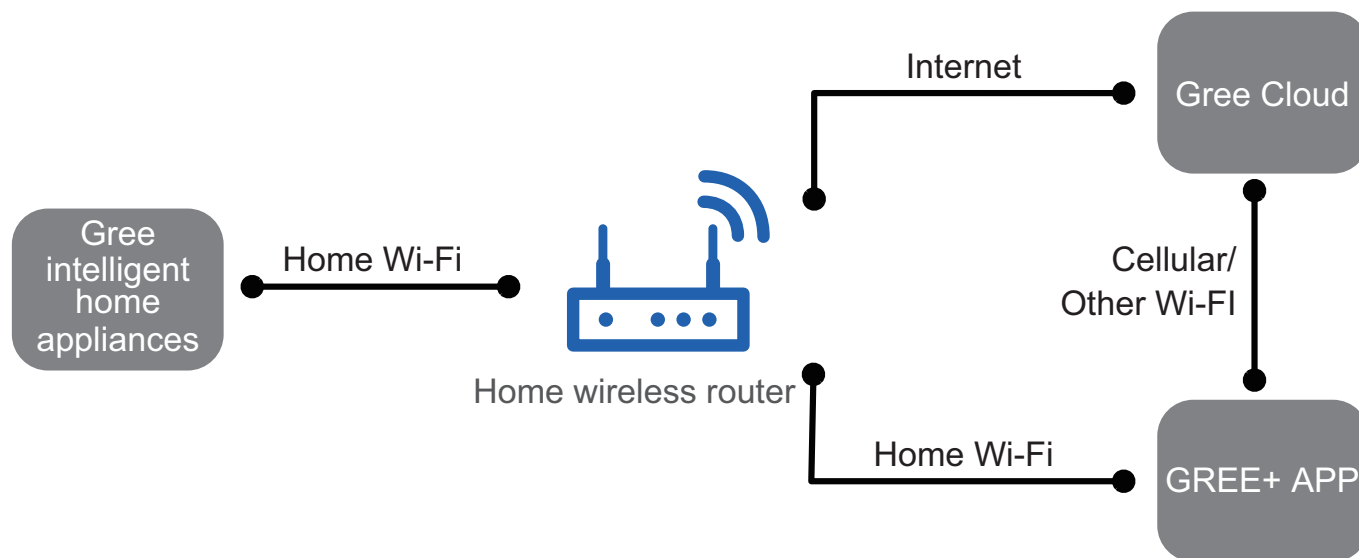 Internet
Gree Cloud
Gree
intelligent
home
appliances
Home Wi-Fi
Cellular/
Other Wi-FI
Home wireless router
Home Wi-Fi
GREE+ APP